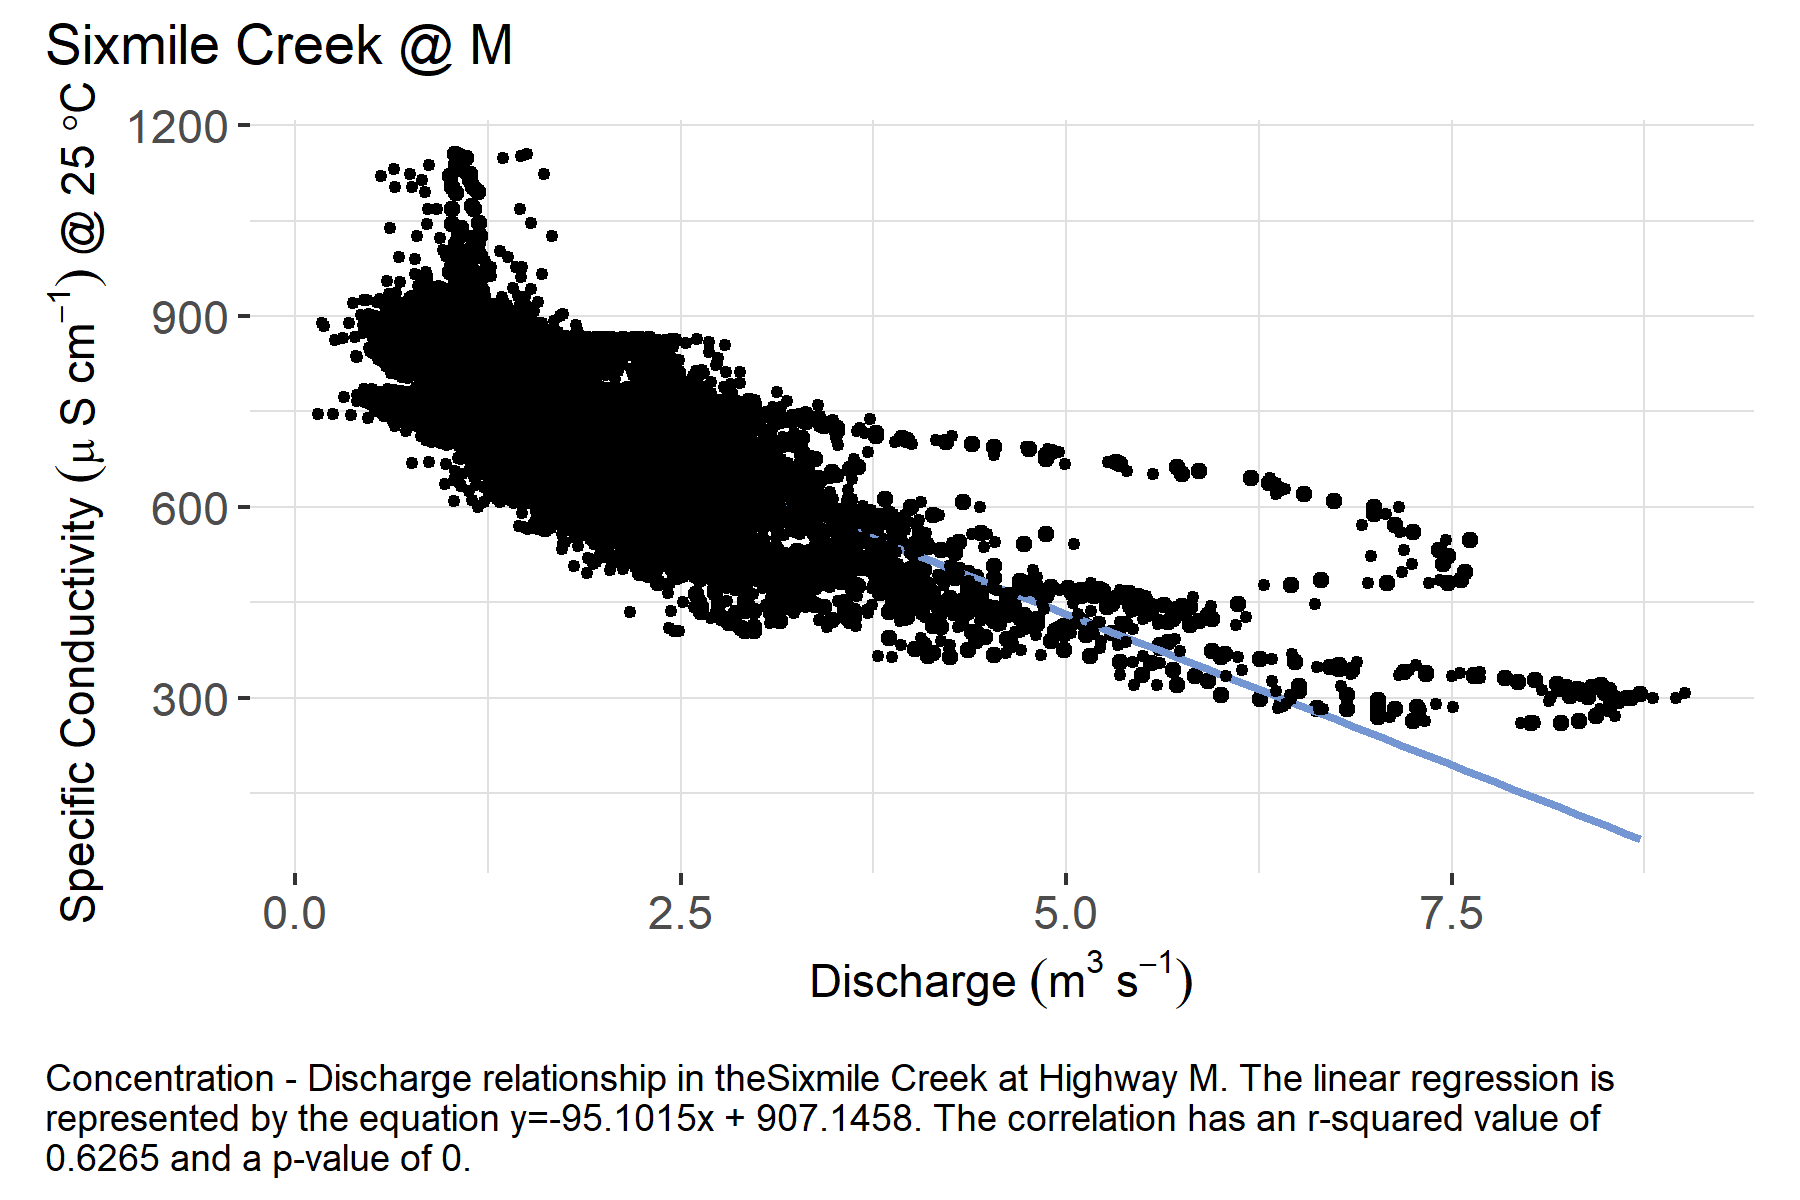 Sixmile Creek @ M
Specific Conductivity (μ S cm⁻¹) @ 25 °C
1200
900
600
300
0.0 2.5 5.0 7.5
Discharge (m³ s⁻¹)
Concentration - Discharge relationship in theSixmile Creek at Highway M. The linear regression is
represented by the equation y=-95.1015x + 907.1458. The correlation has an r-squared value of
0.6265 and a p-value of 0.